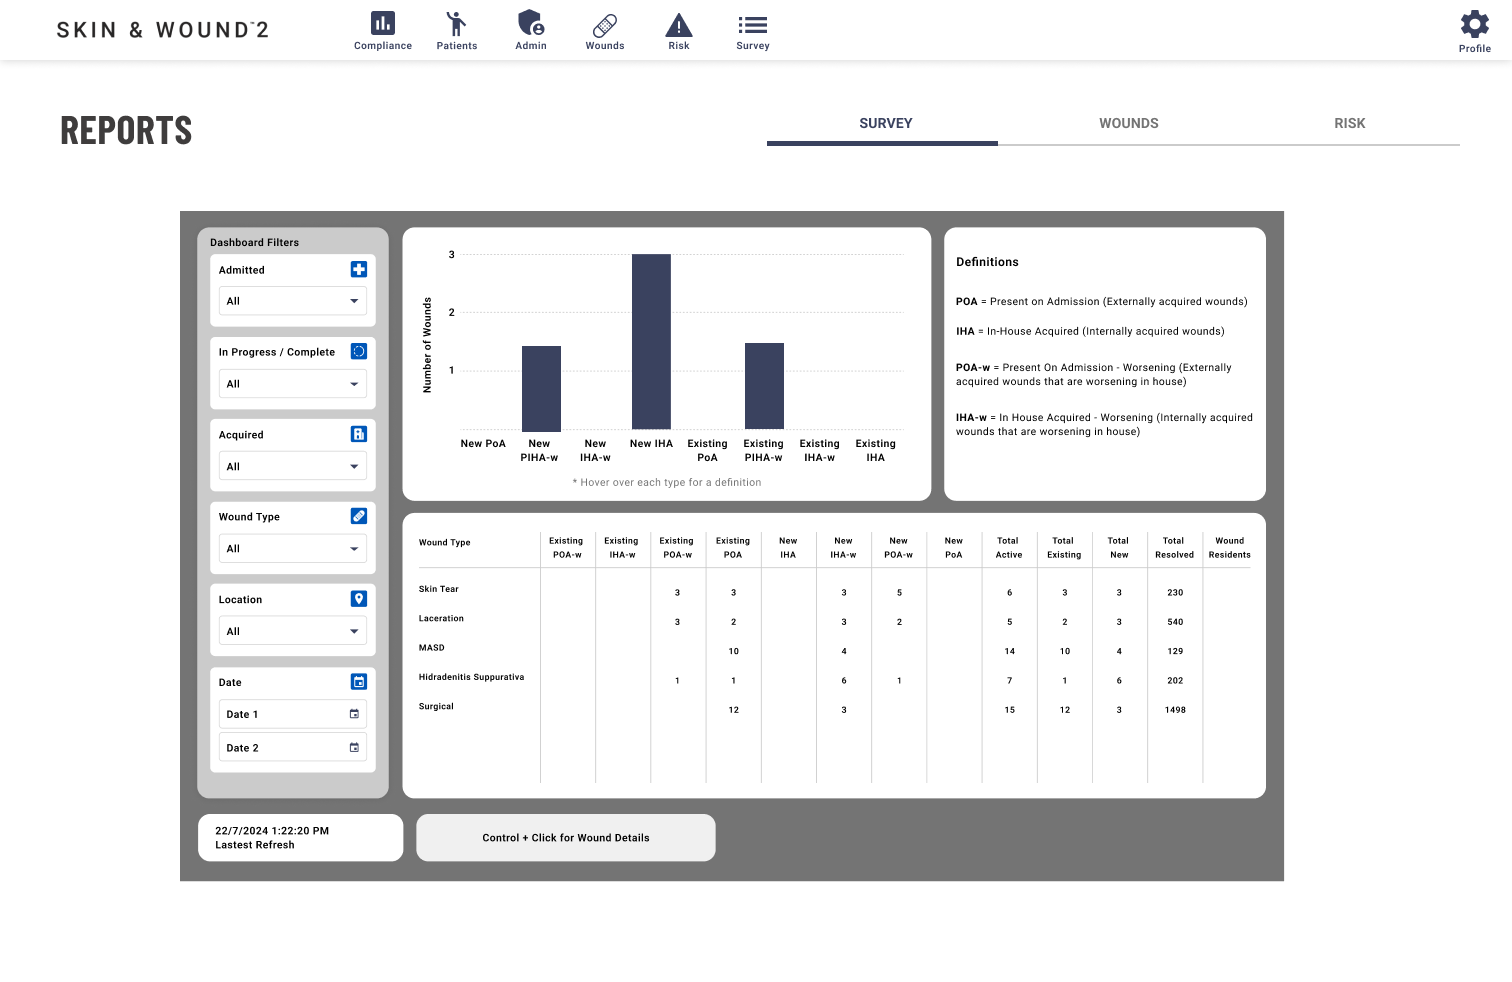 SKIN & WOUND™2
Compliance
Patients
Admin
Wounds
Risk
Survey
Profile
REPORTS
SURVEY
WOUNDS
RISK
Dashboard Filters
Admitted
All
In Progress / Complete
All
Acquired
All
Wound Type
All
Location
All
Date
Date 1
Date 2
Number of Wounds
3
2
1
New PoA
New
PIHA-w
New
IHA-w
New IHA
Existing
PoA
Existing
PIHA-w
Existing
IHA-w
Existing
IHA
* Hover over each type for a definition
Definitions
POA = Present on Admission (Externally acquired wounds)
IHA = In-House Acquired (Internally acquired wounds)
POA-w = Present On Admission - Worsening (Externally
acquired wounds that are worsening in house)
IHA-w = In House Acquired - Worsening (Internally acquired
wounds that are worsening in house)
Wound Type
Existing
POA-w
Existing
IHA-w
Existing
POA-w
Existing
POA
New
IHA
New
IHA-w
New
POA-w
New
PoA
Total
Active
Total
Existing
Total
New
Total
Resolved
Wound
Residents
Skin Tear 3 3 3 5 6 3 3 230
Laceration 3 2 3 2 5 2 3 540
MASD 10 4 14 10 4 129
Hidradenitis Suppurativa 1 1 6 1 7 1 6 202
Surgical 12 3 15 12 3 1498
22/7/2024 1:22:20 PM
Lastest Refresh
Control + Click for Wound Details